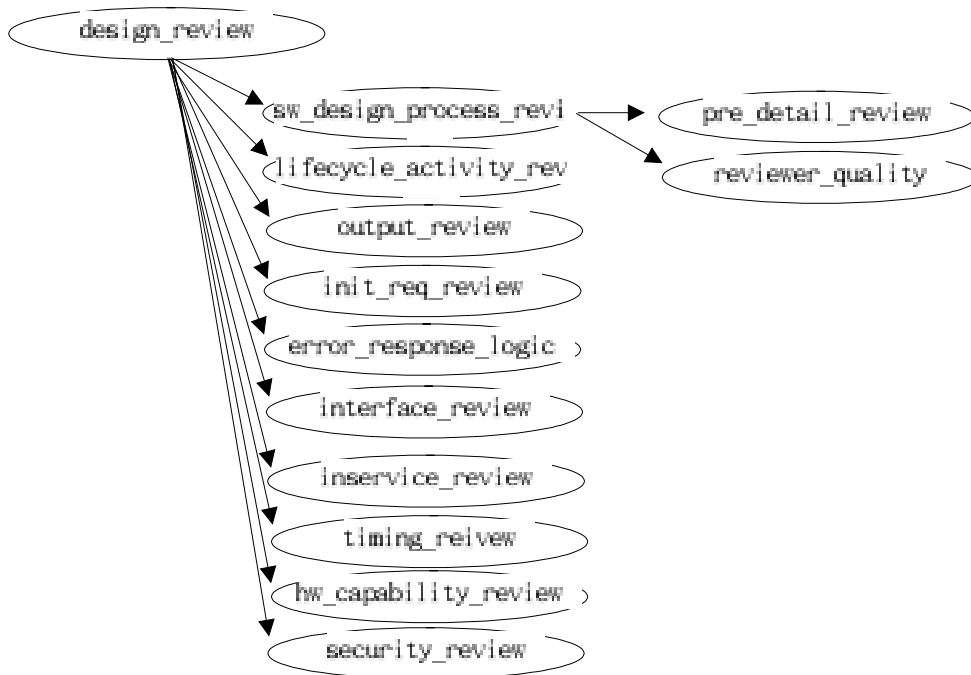 design_review
sw_design_process_revi
pre_detail_review
lifecycle_activity_rev
reviewer_quality
output_review
init_req_review
error_response_logic
interface_review
inservice_review
timing_reivew
hw_capability_review
security_review